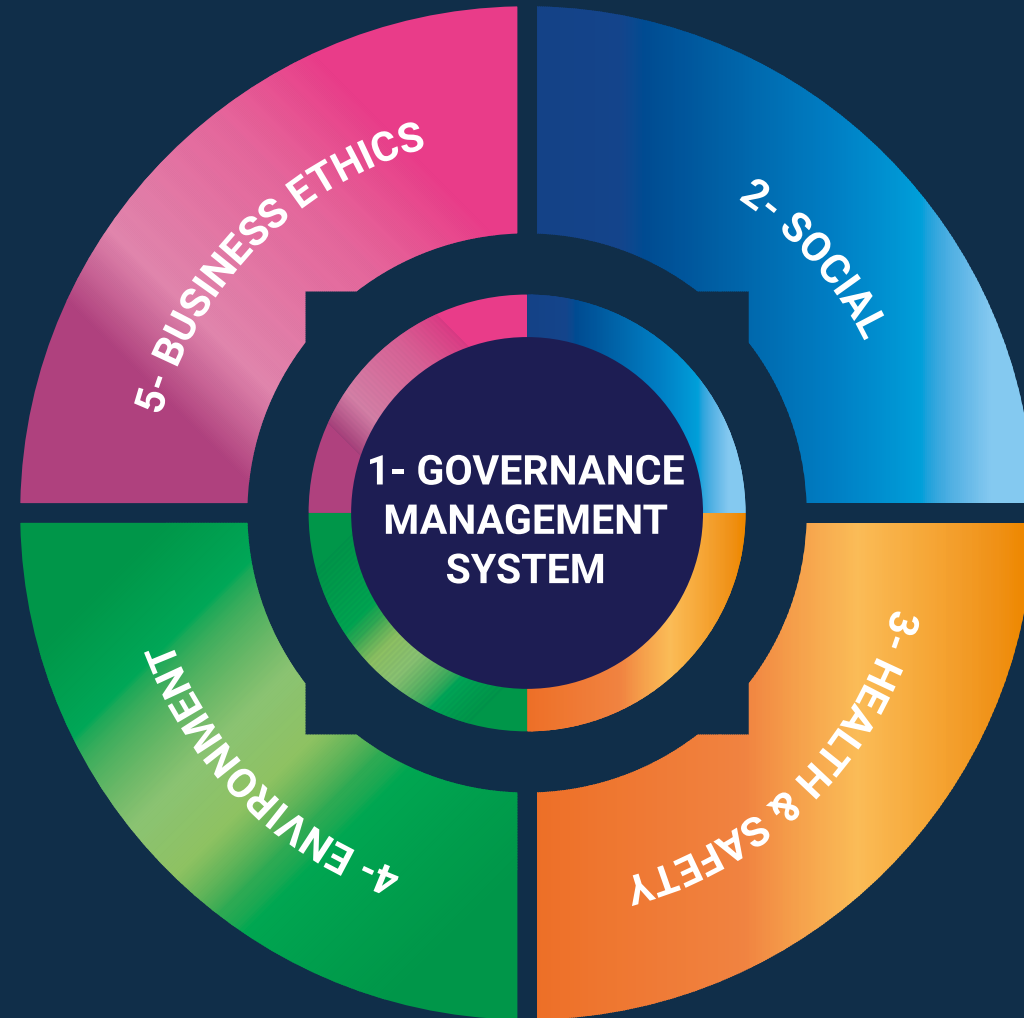 1- GOVERNANCE
MANAGEMENT
SYSTEM
2- SOCIAL
3- HEALTH & SAFETY
4- ENVIRONMENT
5- BUSINESS ETHICS